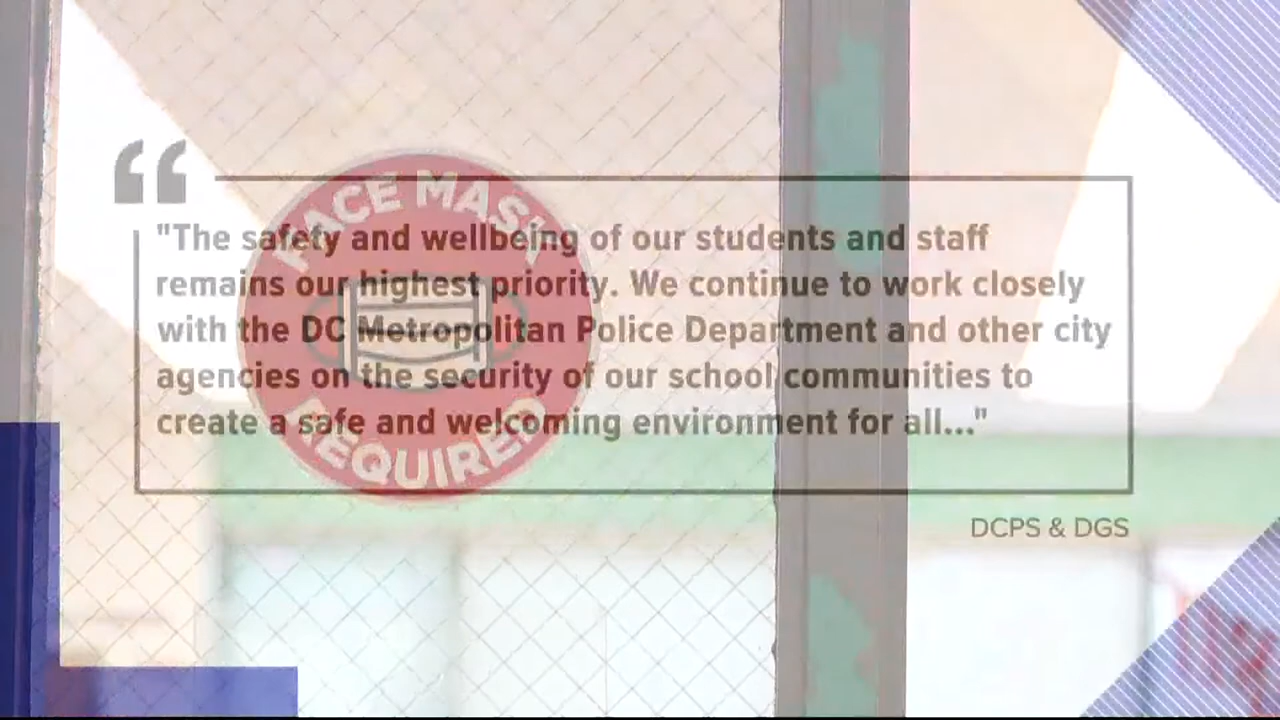 “
FACE MASK
"The safety and wellbeing of our students and staff
remains our highest priority. We continue to work closely
with the DC Metropolitan Police Department and other city
agencies on the security of our school communities to
create a safe and welcoming environment for all..."
REQUIRED
DCPS & DGS